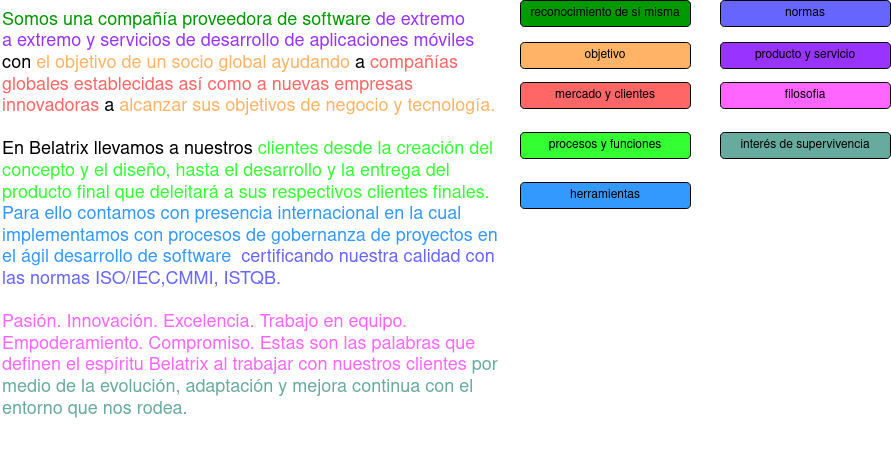 Somos una compañía proveedora de software de extremo
a extremo y servicios de desarrollo de aplicaciones móviles
con el objetivo de un socio global ayudando a compañías
globales establecidas así como a nuevas empresas
innovadoras a alcanzar sus objetivos de negocio y tecnología.
En Belatrix llevamos a nuestros clientes desde la creación del
concepto y el diseño, hasta el desarrollo y la entrega del
producto final que deleitará a sus respectivos clientes finales.
Para ello contamos con presencia internacional en la cual
implementamos con procesos de gobernanza de proyectos en
el ágil desarrollo de software  certificando nuestra calidad con
las normas ISO/IEC,CMMI, ISTQB.
Pasión. Innovación. Excelencia. Trabajo en equipo.
Empoderamiento. Compromiso. Estas son las palabras que
definen el espíritu Belatrix al trabajar con nuestros clientes por
medio de la evolución, adaptación y mejora continua con el
entorno que nos rodea.
reconocimiento de sí misma
normas
objetivo
producto y servicio
mercado y clientes
filosofia
procesos y funciones
interés de supervivencia
herramientas